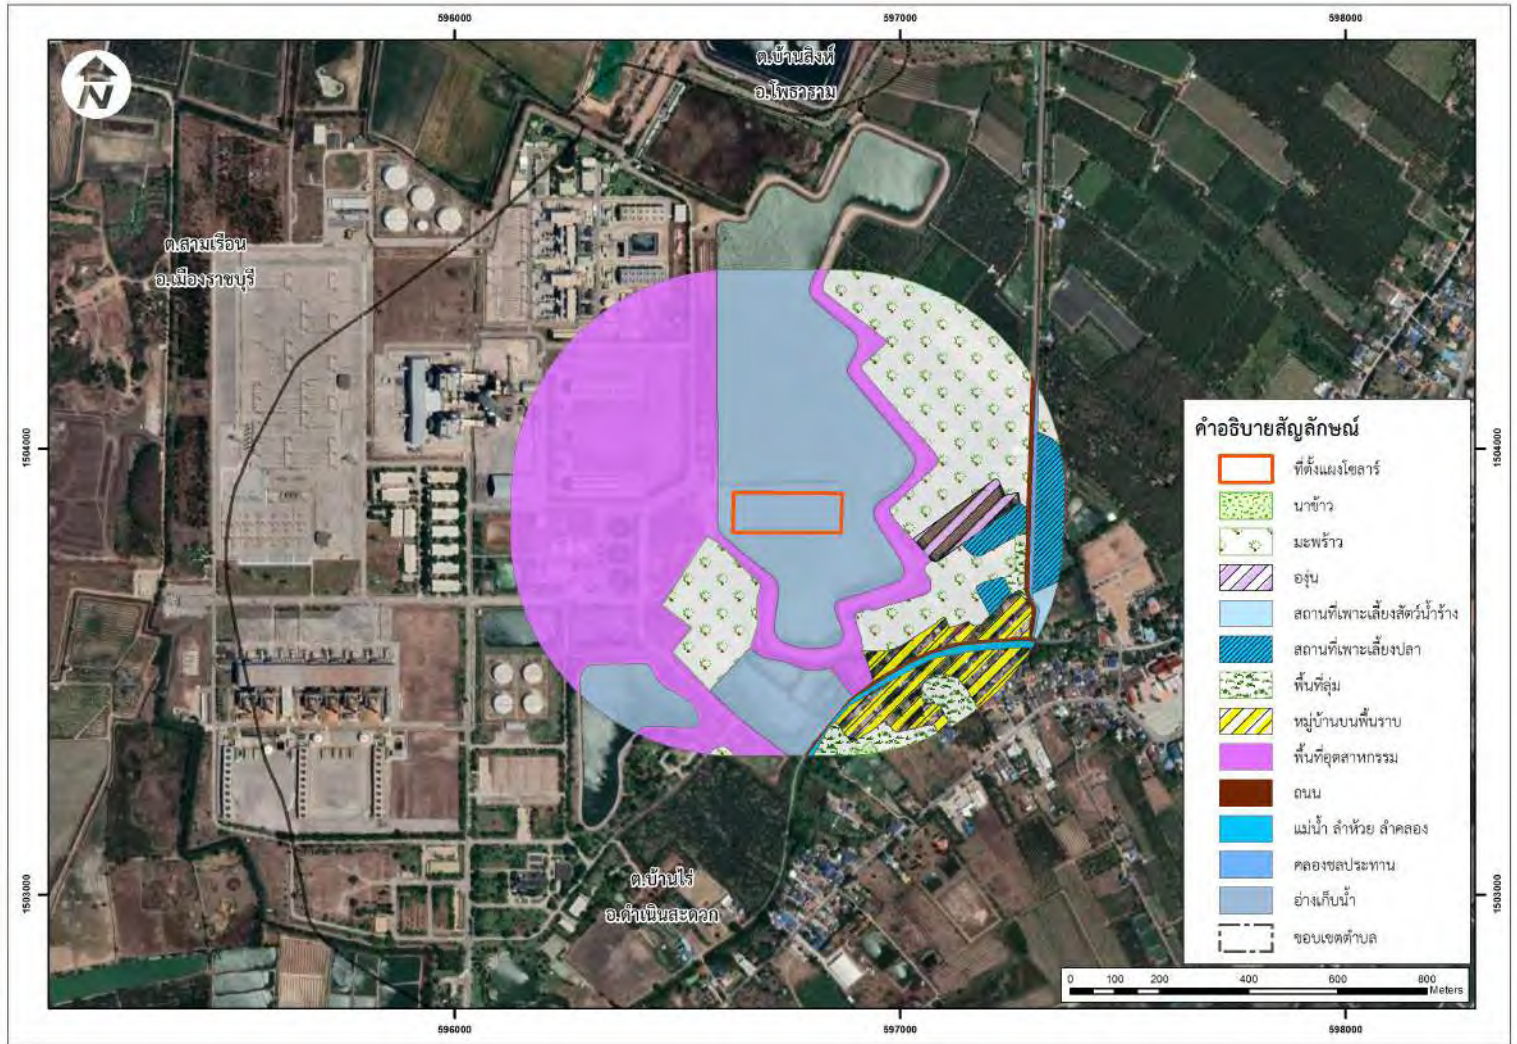 596000
597000
598000
N
ต.บ้านสิงห์
อ.โพธาราม
ต.สามเรือน
อ.เมืองราชบุรี
1504000
1504000
คำอธิบายสัญลักษณ์
ที่ตั้งแผงโซลาร์
นาข้าว
มะพร้าว
องุ่น
สถานที่เพาะเลี้ยงสัตว์น้ำร้าง
สถานที่เพาะเลี้ยงปลา
พื้นที่ลุ่ม
หมู่บ้านบนพื้นราบ
พื้นที่อุตสาหกรรม
ถนน
แม่น้ำ ลำห้วย ลำคลอง
คลองชลประทาน
อ่างเก็บน้ำ
ขอบเขตตำบล
ต.บ้านไร่
อ.ดำเนินสะดวก
1503000
1503000
0 100 200 400 600 800
Meters
596000
597000
598000